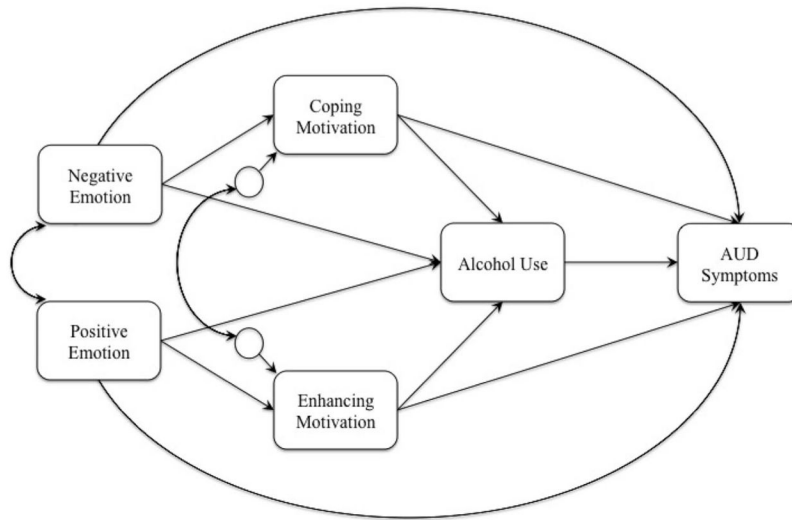 Coping
Motivation
Negative
Emotion
Alcohol Use
AUD
Symptoms
Positive
Emotion
Enhancing
Motivation